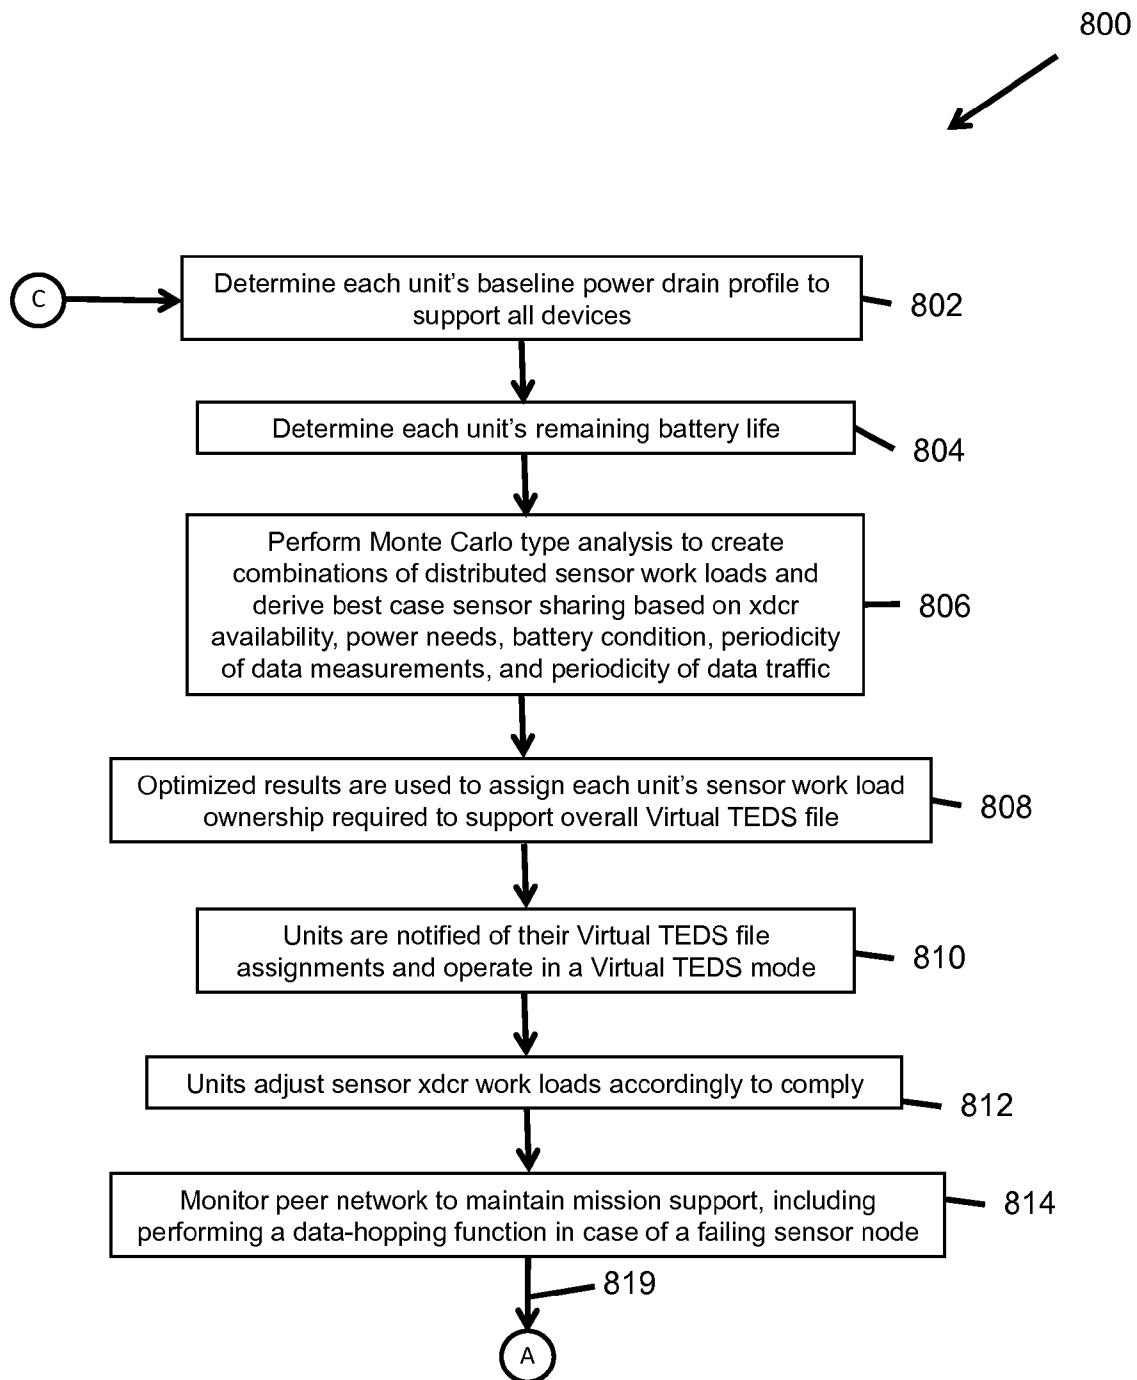 800
C
Determine each unit's baseline power drain profile to
support all devices
802
Determine each unit's remaining battery life
804
Perform Monte Carlo type analysis to create
combinations of distributed sensor work loads and
derive best case sensor sharing based on xdcr
availability, power needs, battery condition, periodicity
of data measurements, and periodicity of data traffic
806
Optimized results are used to assign each unit's sensor work load
ownership required to support overall Virtual TEDS file
808
Units are notified of their Virtual TEDS file
assignments and operate in a Virtual TEDS mode
810
Units adjust sensor xdcr work loads accordingly to comply
812
Monitor peer network to maintain mission support, including
performing a data-hopping function in case of a failing sensor node
814
819
A